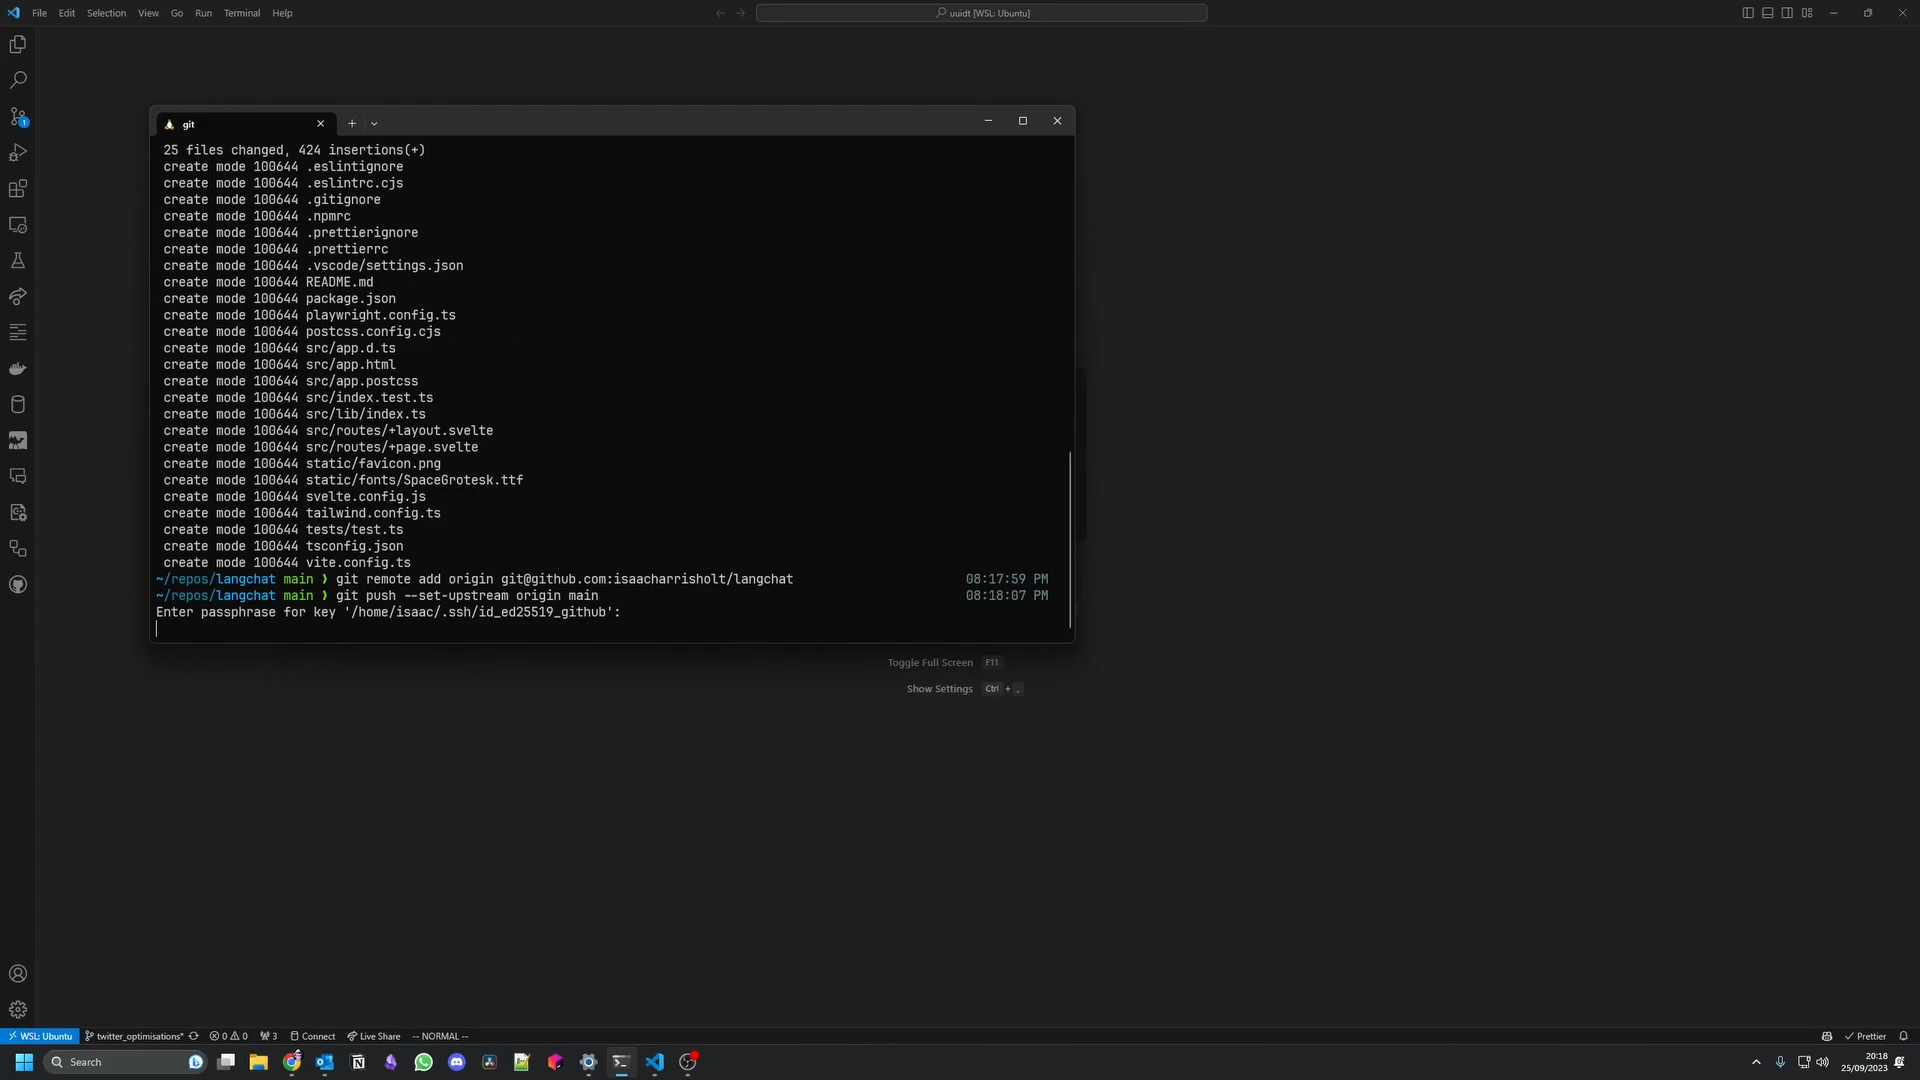 File Edit Selection View Go Run Terminal Help
uuidt [WSL: Ubuntu]
1
git
25 files changed, 424 insertions(+)
create mode 100644 .eslintignore
create mode 100644 .eslintrc.cjs
create mode 100644 .gitignore
create mode 100644 .npmrc
create mode 100644 .prettierignore
create mode 100644 .prettierrc
create mode 100644 .vscode/settings.json
create mode 100644 README.md
create mode 100644 package.json
create mode 100644 playwright.config.ts
create mode 100644 postcss.config.cjs
create mode 100644 src/app.d.ts
create mode 100644 src/app.html
create mode 100644 src/app.postcss
create mode 100644 src/index.test.ts
create mode 100644 src/lib/index.ts
create mode 100644 src/routes/+layout.svelte
create mode 100644 src/routes/+page.svelte
create mode 100644 static/favicon.png
create mode 100644 static/fonts/SpaceGrotesk.ttf
create mode 100644 svelte.config.js
create mode 100644 tailwind.config.ts
create mode 100644 tests/test.ts
create mode 100644 tsconfig.json
create mode 100644 vite.config.ts
~/repos/langchat main ❯ git remote add origin git@github.com:isaacharrisholt/langchat 08:17:59 PM
~/repos/langchat main ❯ git push --set-upstream origin main 08:18:07 PM
Enter passphrase for key '/home/isaac/.ssh/id_ed25519_github':
Toggle Full Screen F11
Show Settings Ctrl + ,
WSL: Ubuntu twitter_optimisations* 0 0 3 Connect Live Share -- NORMAL -- Prettier
Search
20:18
25/09/2023